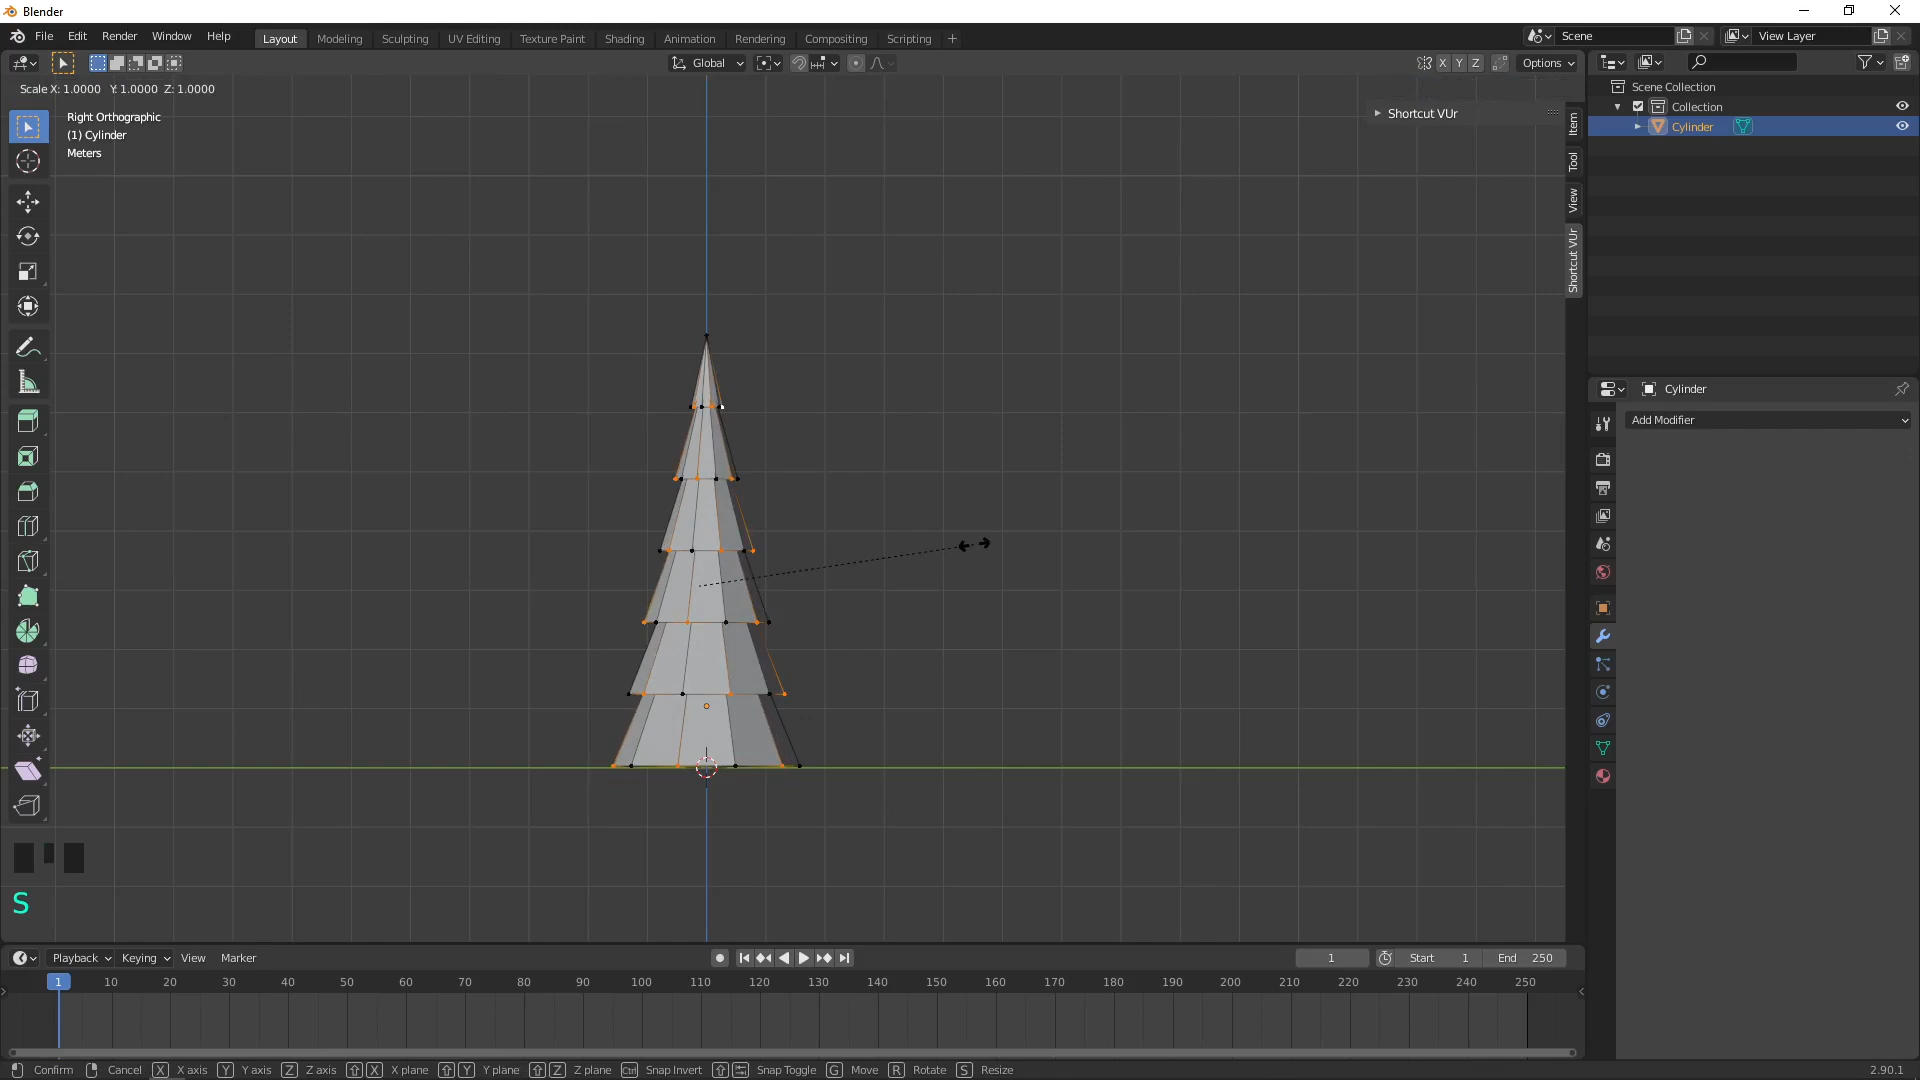 Blender
File Edit Render Window Help Layout Modeling Sculpting UV Editing Texture Paint Shading Animation Rendering Compositing Scripting + Scene View Layer
Global X Y Z Options
Scale X: 1.0000 Y: 1.0000 Z: 1.0000
Right Orthographic
(1) Cylinder
Meters
Shortcut VUr
Item
Tool
View
Shortcut VUr
Scene Collection
Collection
Cylinder
Cylinder
Add Modifier
S
Playback Keying View Marker 1 Start 1 End 250
1 10 20 30 40 50 60 70 80 90 100 110 120 130 140 150 160 170 180 190 200 210 220 230 240 250
Confirm Cancel X X axis Y Y axis Z Z axis X X plane Y Y plane Z Z plane Ctrl Snap Invert Snap Toggle G Move R Rotate S Resize 2.90.1